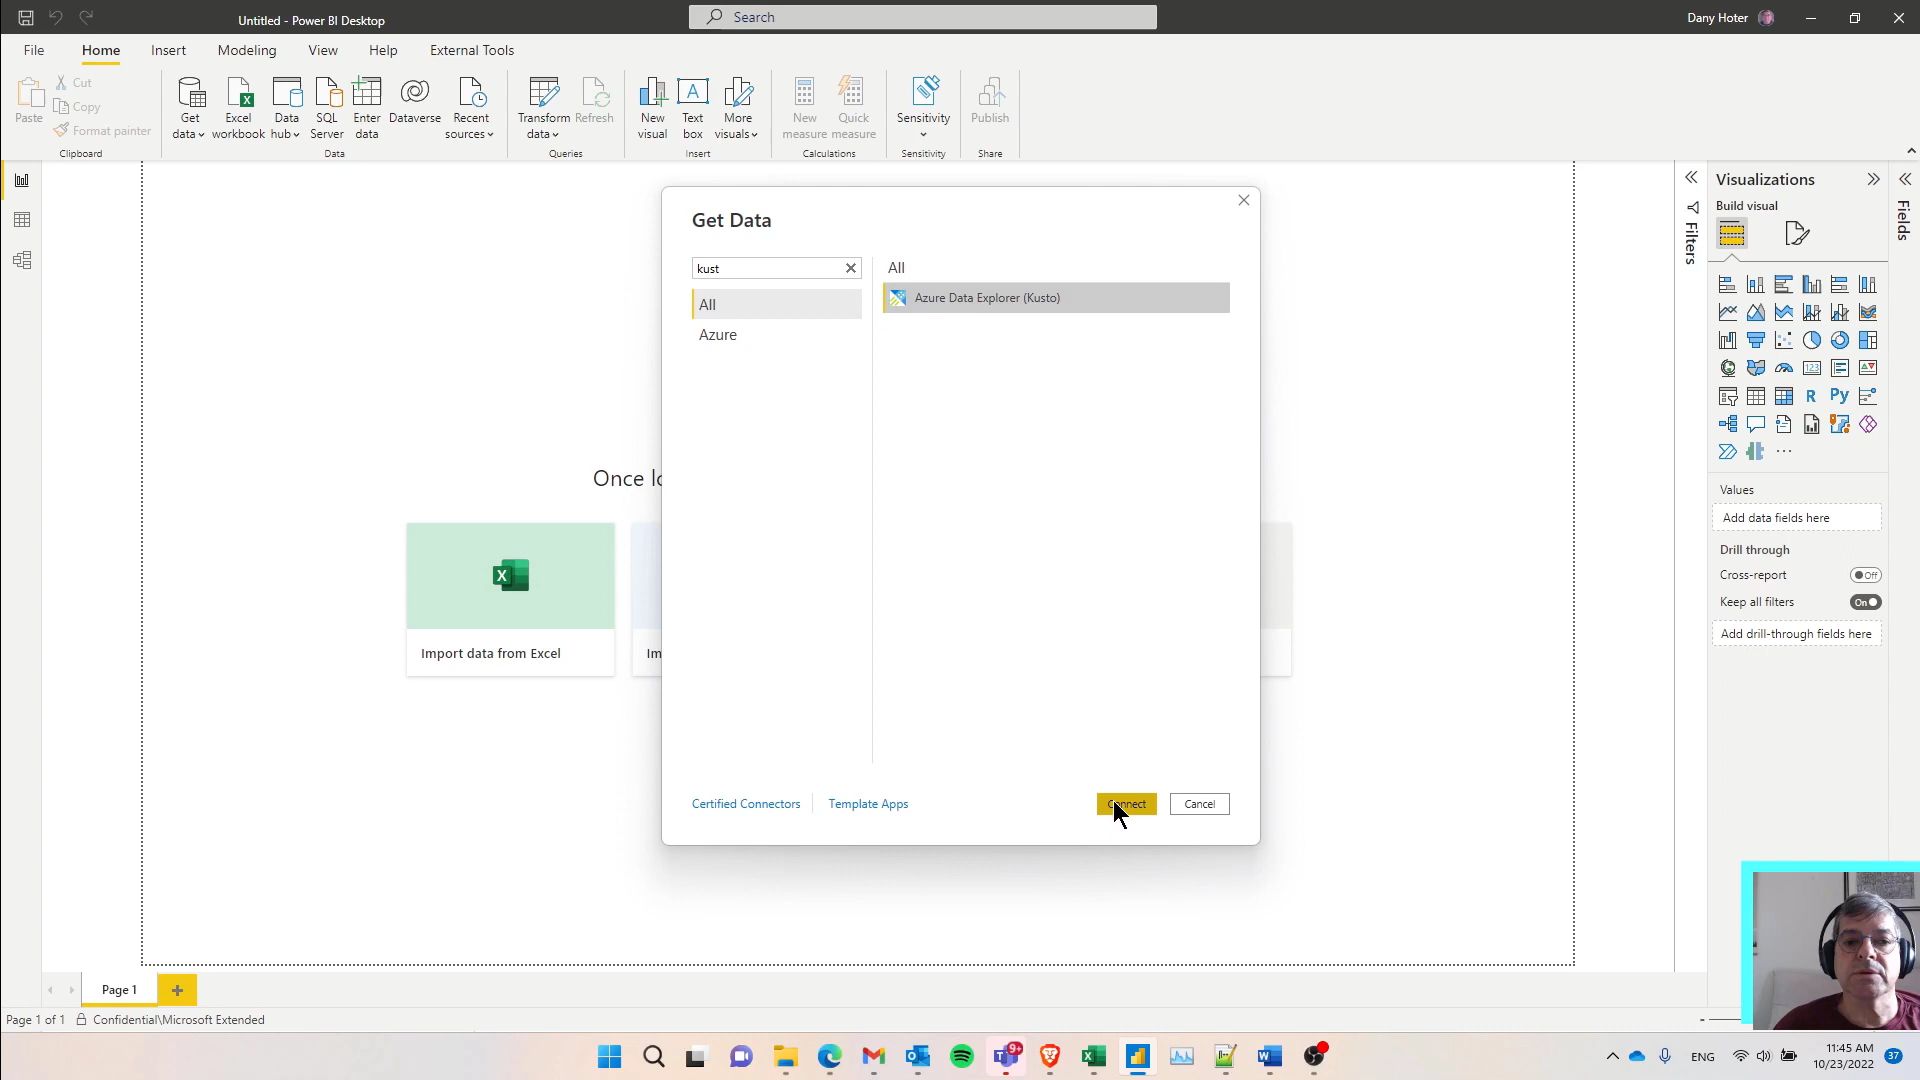 Untitled - Power BI Desktop
Search
Dany Hoter
File
Home
Insert
Modeling
View
Help
External Tools
Paste
Cut
Copy
Format painter
Clipboard
Get data
Excel workbook
Data hub
SQL Server
Enter data
Dataverse
Recent sources
Data
Transform data
Refresh
Queries
New visual
Text box
More visuals
Insert
New measure
Quick measure
Calculations
Sensitivity
Sensitivity
Publish
Share
Get Data
kust
All
Azure
All
Azure Data Explorer (Kusto)
Certified Connectors
Template Apps
Connect
Cancel
Once lo
Import data from Excel
Im
Filters
Visualizations
Build visual
123
R
Py
Values
Add data fields here
Drill through
Cross-report
Off
Keep all filters
On
Add drill-through fields here
Fields
Page 1
Page 1 of 1
Confidential\Microsoft Extended
9+
ENG
11:45 AM
10/23/2022
37